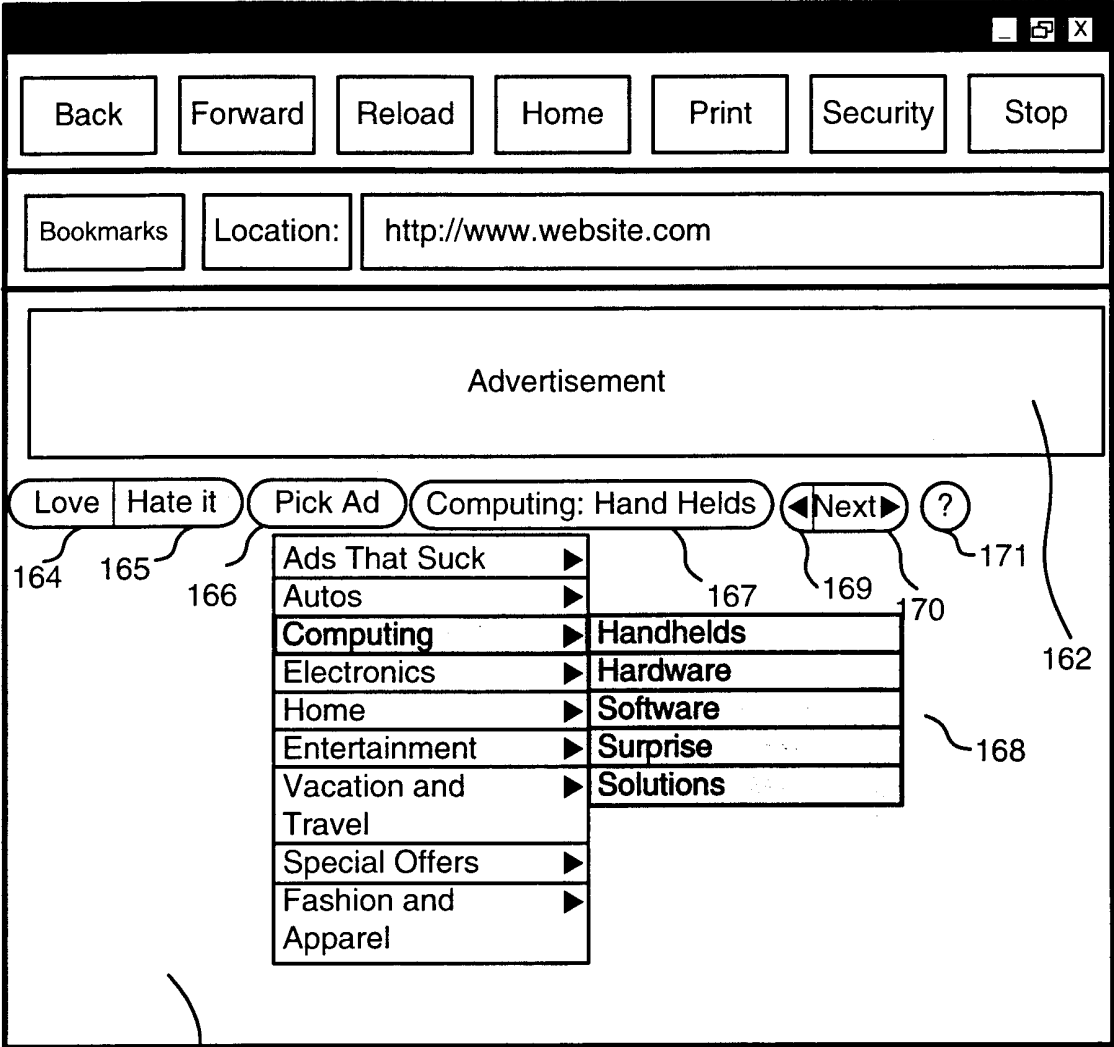 _ X
Back Forward Reload Home Print Security Stop
Bookmarks Location: http://www.website.com
Advertisement
Love Hate it Pick Ad Computing: Hand Helds Next ?
164 165 166 167 169 170 171
162
Ads That Suck
Autos
Computing Handhelds
Electronics Hardware
Home Software
Entertainment Surprise
Vacation and Solutions
Travel
168
Special Offers
Fashion and
Apparel